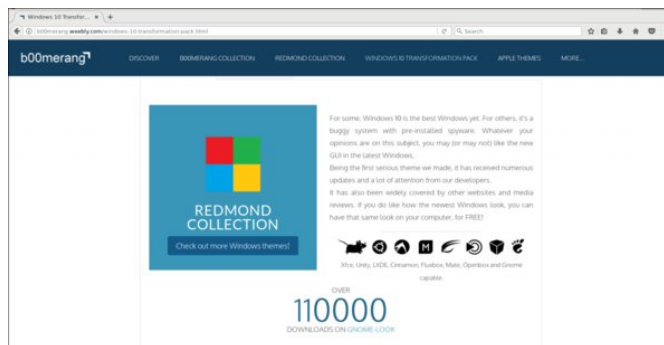 Windows 10 Transfor...
b00merang.weebly.com/windows-10-transformation-pack.html
Search
b00merang
DISCOVER B00MERANG COLLECTION REDMOND COLLECTION WINDOWS 10 TRANSFORMATION PACK APPLE THEMES MORE...
REDMOND
COLLECTION
Check out more Windows themes!
For some, Windows 10 is the best Windows yet. For others, it's a
buggy system with pre-installed spyware. Whatever your
opinions are on this subject, you may (or may not) like the new
GUI in the latest Windows.
Being the first serious theme we made, it has received numerous
updates and a lot of attention from our developers.
It has also been widely covered by other websites and media
reviews. If you do like how the newest Windows look, you can
have that same look on your computer, for FREE!
Xfce, Unity, LXDE, Cinnamon, Fluxbox, Mate, Openbox and Gnome
capable.
OVER
110000
DOWNLOADS ON GNOME-LOOK